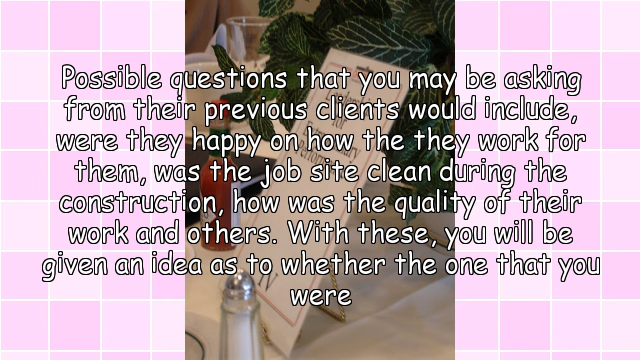 Possible questions that you may be asking
from their previous clients would include,
were they happy on how the they work for
them, was the job site clean during the
construction, how was the quality of their
work and others. With these, you will be
given an idea as to whether the one that you
were